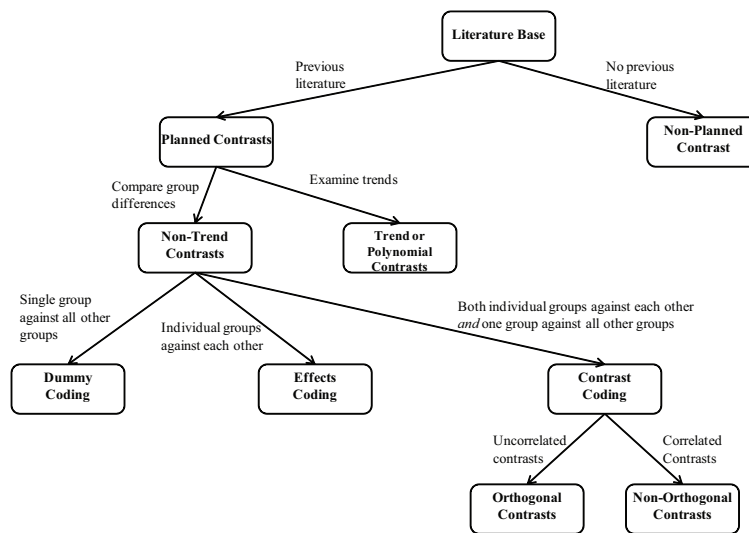 Literature Base
Previous
literature
No previous
literature
Planned Contrasts
Non-Planned
Contrast
Compare group
differences
Examine trends
Non-Trend
Contrasts
Trend or
Polynomial
Contrasts
Single group
against all other
groups
Individual groups
against each other
Both individual groups against each other
and one group against all other groups
Dummy
Coding
Effects
Coding
Contrast
Coding
Uncorrelated
contrasts
Correlated
Contrasts
Orthogonal
Contrasts
Non-Orthogonal
Contrasts